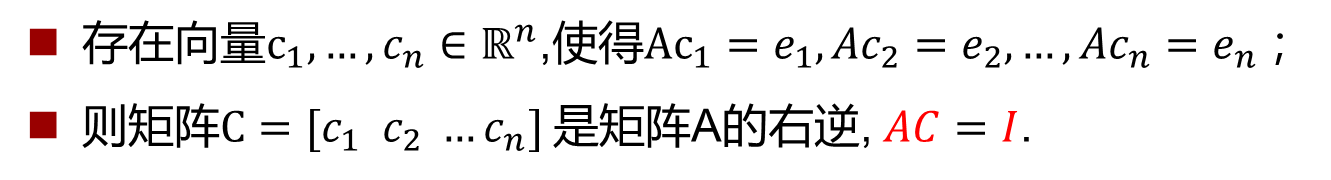 ■ 存在向量c₁, … , cₙ ∈ ℝⁿ,使得Ac₁ = e₁, Ac₂ = e₂, … , Acₙ = eₙ ;
■ 则矩阵C = [c₁ c₂ … cₙ] 是矩阵A的右逆, AC = I.